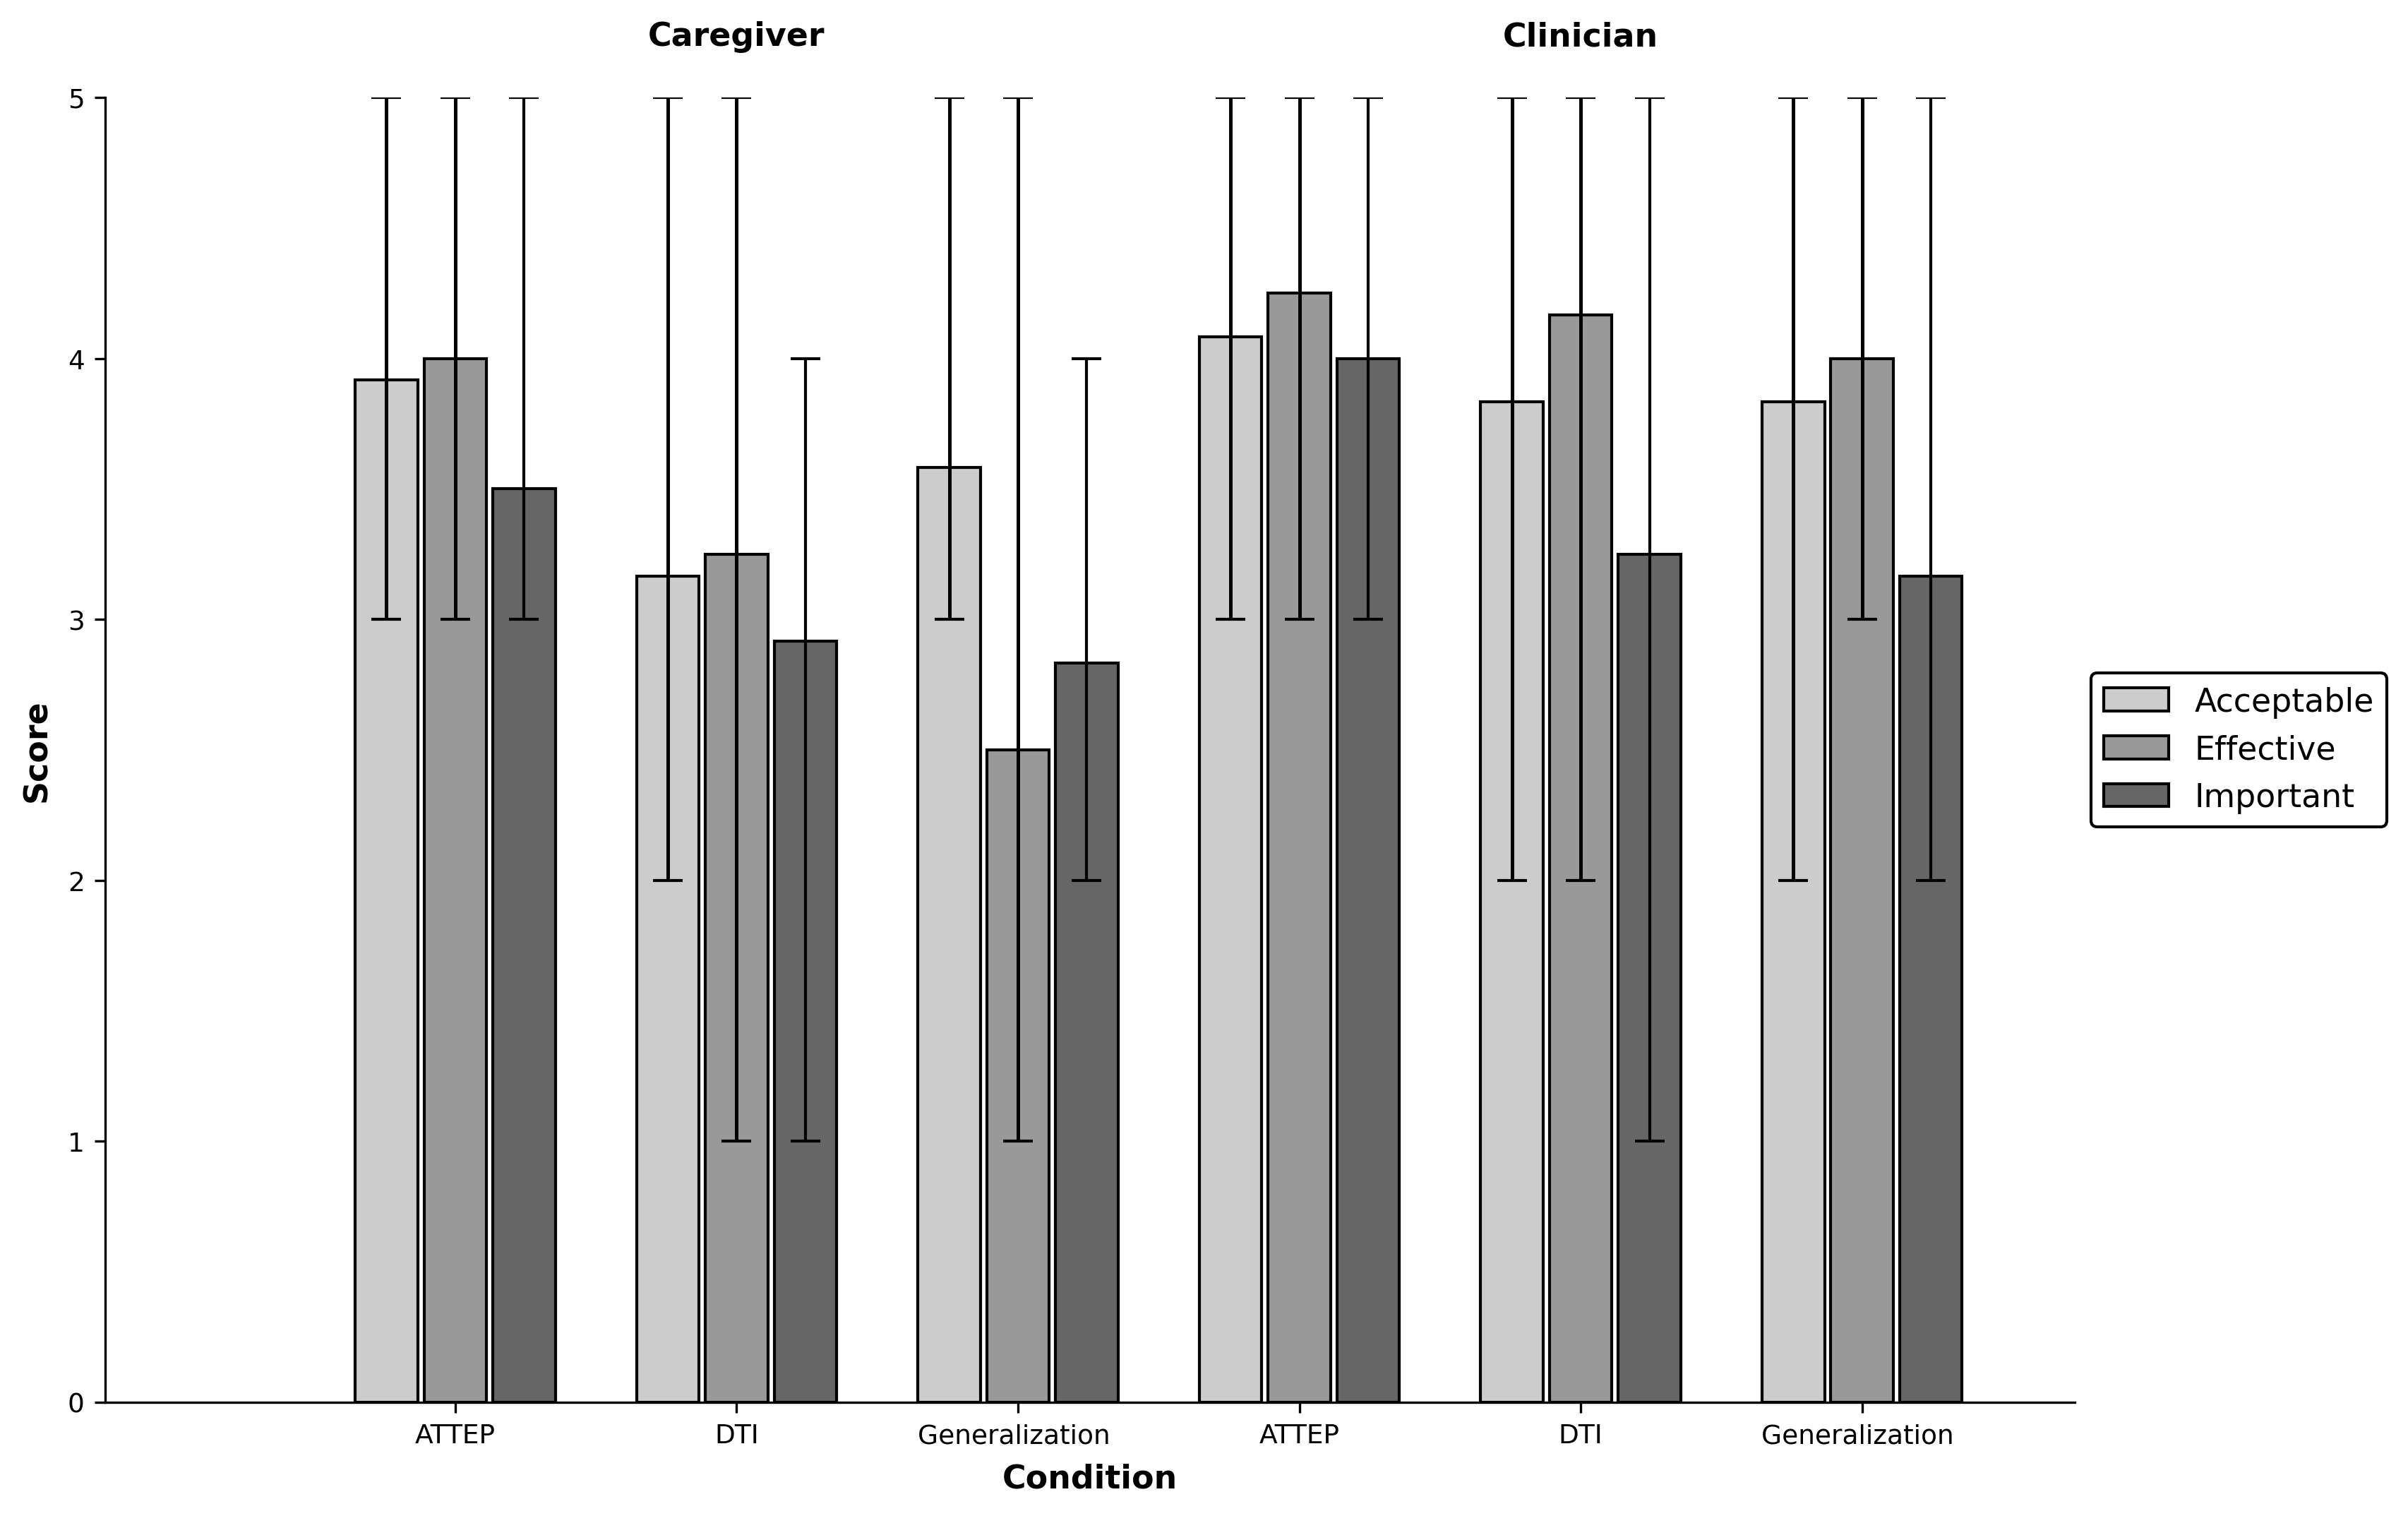 Caregiver
Clinician
5
4
3
2
1
0
Score
ATTEP
DTI
Generalization
ATTEP
DTI
Generalization
Condition
Acceptable
Effective
Important